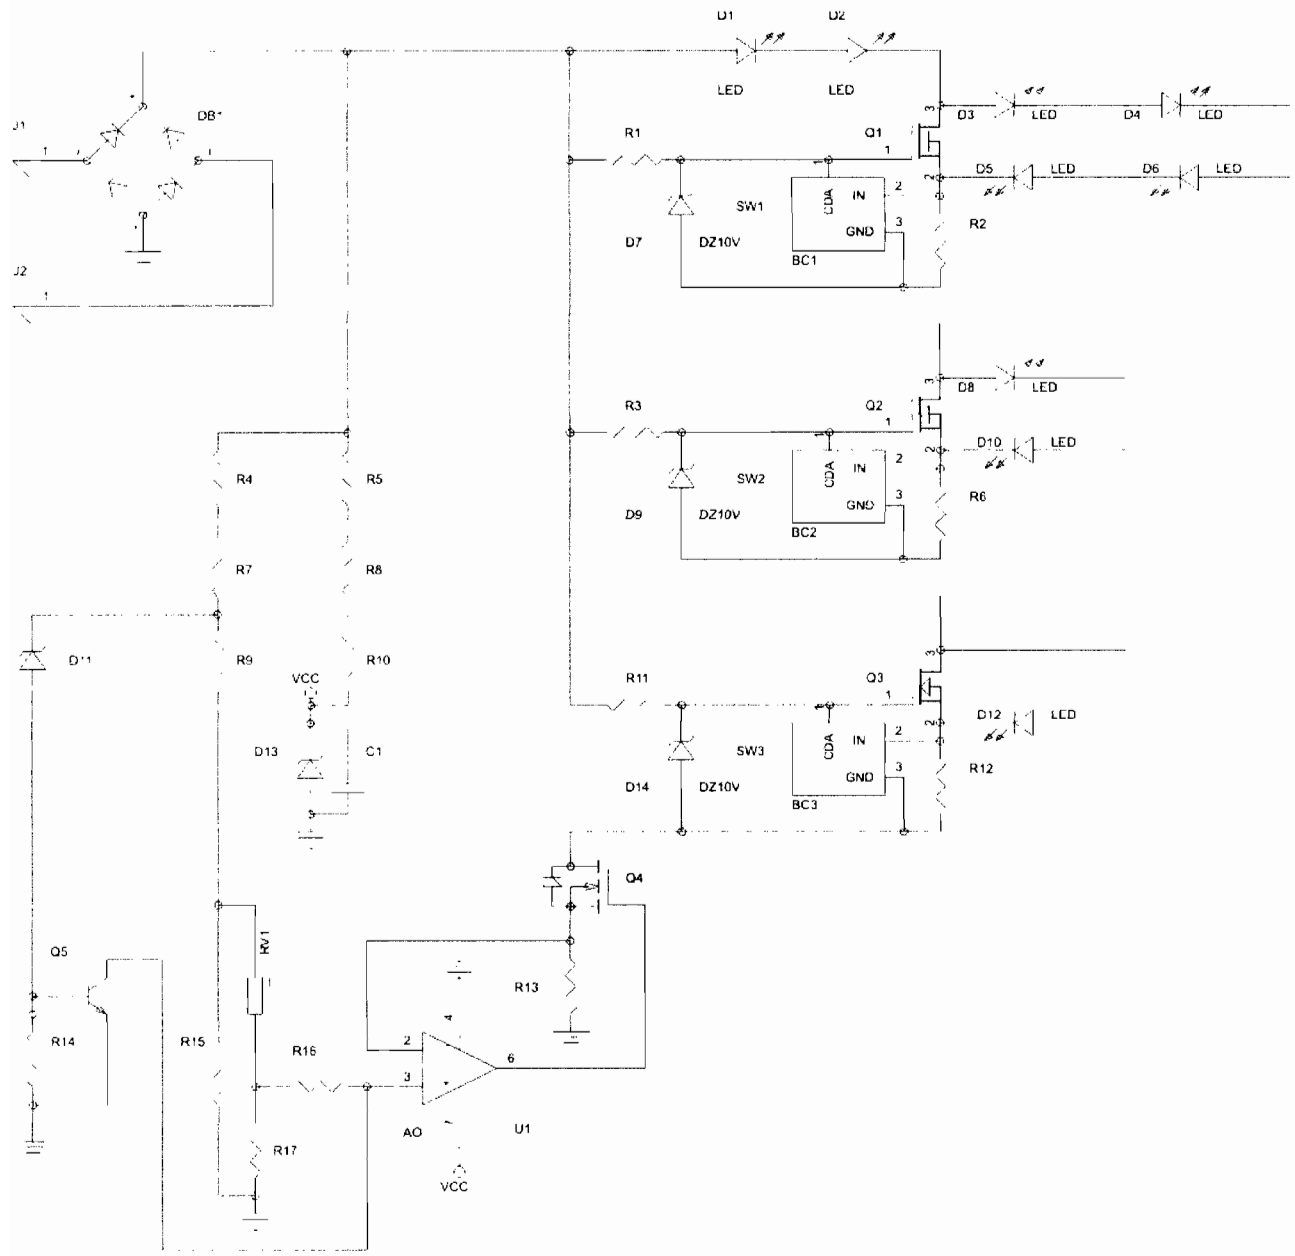 D1 D2
LED LED
J1 DB1
1 1
J2
1
3 D3 LED D4 LED
R1 Q1
1
2 D5 LED D6 LED
SW1 CDA IN 2
GND 3
R2
D7 DZ10V BC1
3 D8 LED
R3 Q2
1
2 D10 LED
SW2 CDA IN 2
GND 3
R6
D9 DZ10V BC2
R4 R5
R7 R8
D11 R9 R10
VCC
D13 C1
3
R11 Q3
1
2 D12 LED
SW3 CDA IN 2
GND 3
R12
D14 DZ10V BC3
Q4
Q5 RV1
R13
4
R14 R15 R16 2
3 6
AO U1
R17
VCC